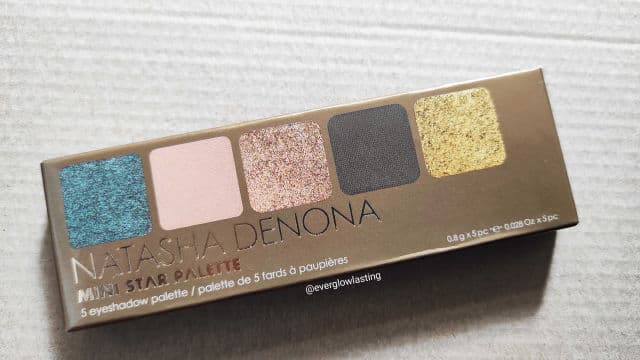 NATASHA DENONA
MINI STAR PALETTE
5 eyeshadow palette / palette de 5 fards à paupières
0.8 g x 5 pc ℮ 0.028 Oz x 5 pc
@everglowlasting